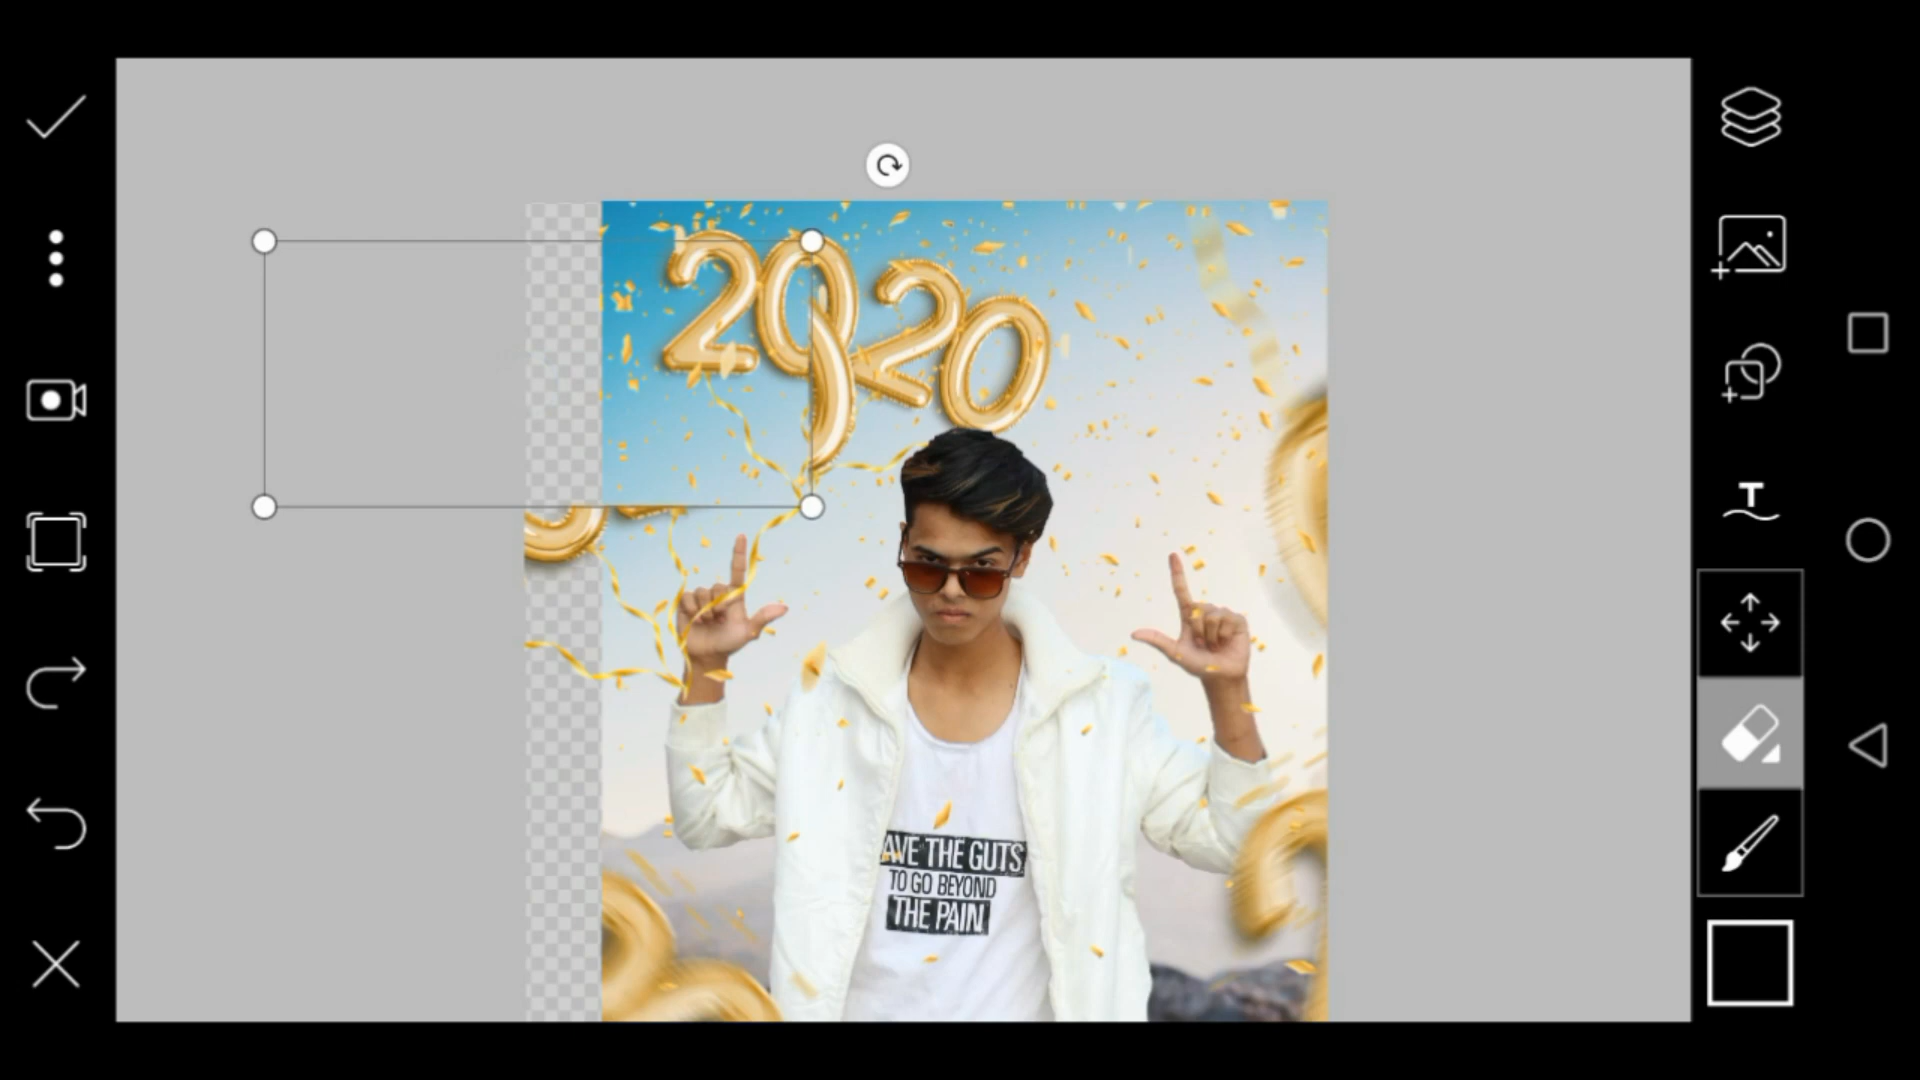 2020
T
AVE THE GUTS
TO GO BEYOND
THE PAIN